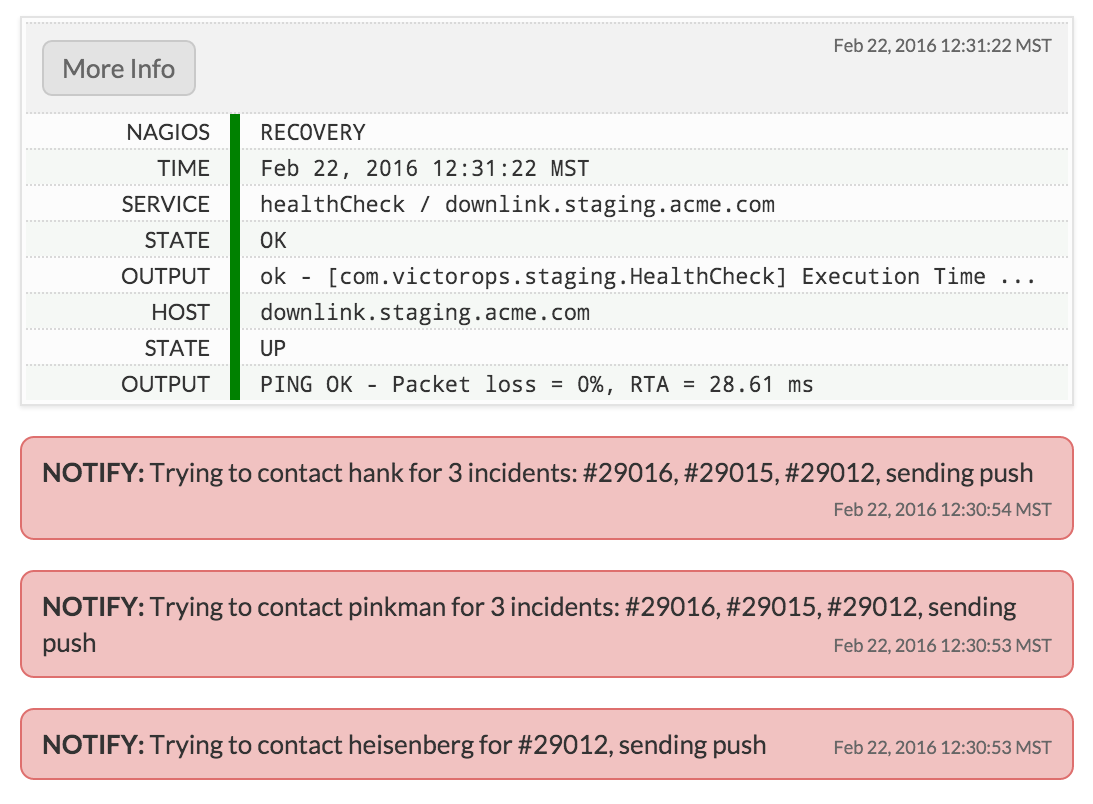 More Info
Feb 22, 2016 12:31:22 MST
NAGIOS RECOVERY
TIME Feb 22, 2016 12:31:22 MST
SERVICE healthCheck / downlink.staging.acme.com
STATE OK
OUTPUT ok - [com.victorops.staging.HealthCheck] Execution Time ...
HOST downlink.staging.acme.com
STATE UP
OUTPUT PING OK - Packet loss = 0%, RTA = 28.61 ms
NOTIFY: Trying to contact hank for 3 incidents: #29016, #29015, #29012, sending push
Feb 22, 2016 12:30:54 MST
NOTIFY: Trying to contact pinkman for 3 incidents: #29016, #29015, #29012, sending
push Feb 22, 2016 12:30:53 MST
NOTIFY: Trying to contact heisenberg for #29012, sending push Feb 22, 2016 12:30:53 MST